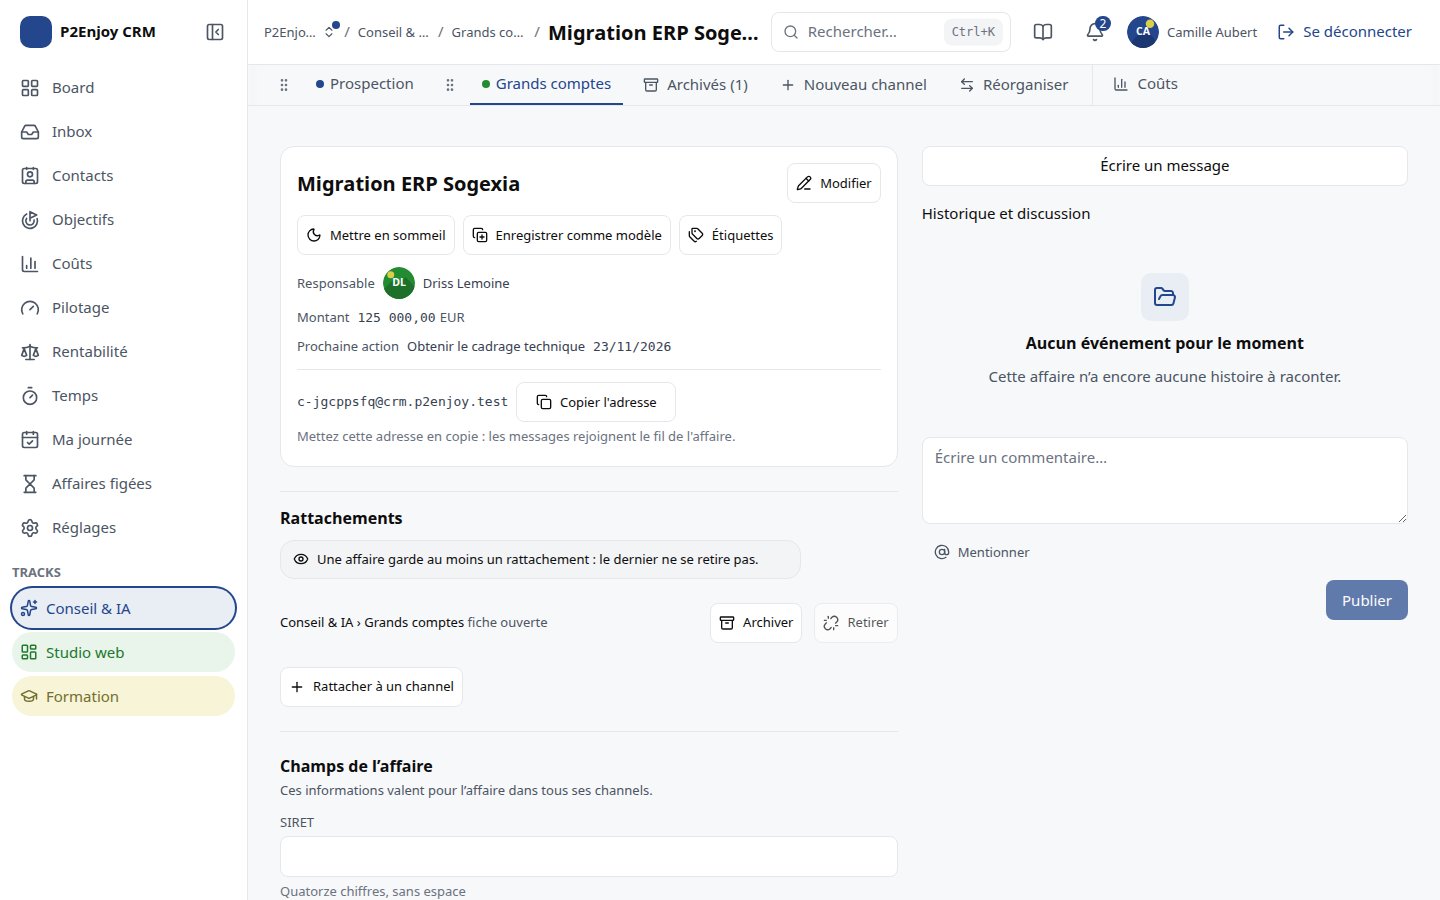 P2Enjoy CRM
Board
Inbox
Contacts
Objectifs
Coûts
Pilotage
Rentabilité
Temps
Ma journée
Affaires figées
Réglages
TRACKS
Conseil & IA
Studio web
Formation
P2Enjo... / Conseil & ... / Grands co... / Migration ERP Soge...
Rechercher... Ctrl+K
2
CA Camille Aubert
Se déconnecter
Prospection
Grands comptes
Archivés (1)
Nouveau channel
Réorganiser
Coûts
Migration ERP Sogexia
Modifier
Mettre en sommeil
Enregistrer comme modèle
Étiquettes
Responsable DL Driss Lemoine
Montant 125 000,00 EUR
Prochaine action Obtenir le cadrage technique 23/11/2026
c-jgcppsfq@crm.p2enjoy.test
Copier l'adresse
Mettez cette adresse en copie : les messages rejoignent le fil de l'affaire.
Rattachements
Une affaire garde au moins un rattachement : le dernier ne se retire pas.
Conseil & IA › Grands comptes fiche ouverte
Archiver
Retirer
Rattacher à un channel
Champs de l’affaire
Ces informations valent pour l’affaire dans tous ses channels.
SIRET
Quatorze chiffres, sans espace
Écrire un message
Historique et discussion
Aucun événement pour le moment
Cette affaire n’a encore aucune histoire à raconter.
Écrire un commentaire...
Mentionner
Publier